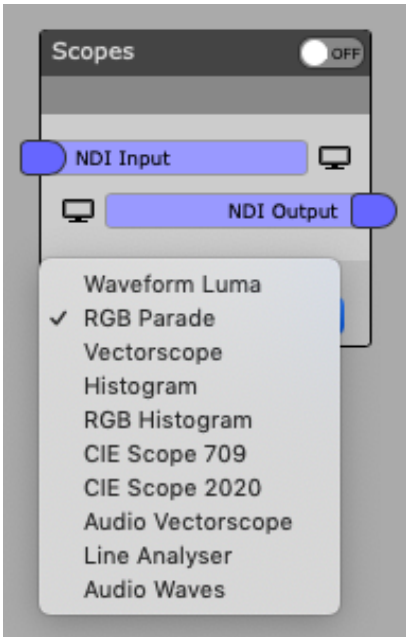 Scopes
OFF
NDI Input
NDI Output
Waveform Luma
✓ RGB Parade
Vectorscope
Histogram
RGB Histogram
CIE Scope 709
CIE Scope 2020
Audio Vectorscope
Line Analyser
Audio Waves